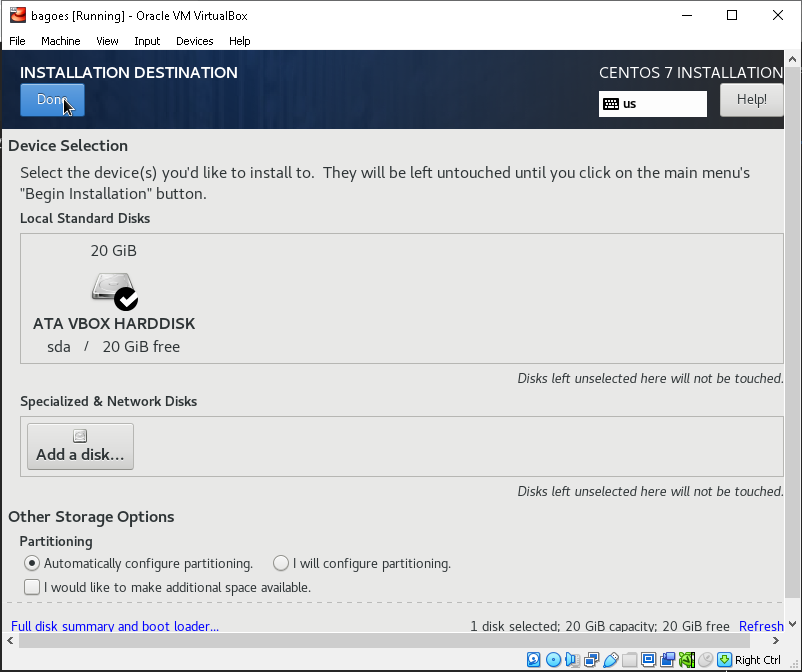 bagoes [Running] - Oracle VM VirtualBox
File Machine View Input Devices Help
INSTALLATION DESTINATION
CENTOS 7 INSTALLATION
Done
us
Help!
Device Selection
Select the device(s) you'd like to install to. They will be left untouched until you click on the main menu's
"Begin Installation" button.
Local Standard Disks
20 GiB
ATA VBOX HARDDISK
sda / 20 GiB free
Disks left unselected here will not be touched.
Specialized & Network Disks
Add a disk...
Disks left unselected here will not be touched.
Other Storage Options
Partitioning
Automatically configure partitioning. I will configure partitioning.
I would like to make additional space available.
Full disk summary and boot loader... 1 disk selected; 20 GiB capacity; 20 GiB free Refresh
Right Ctrl